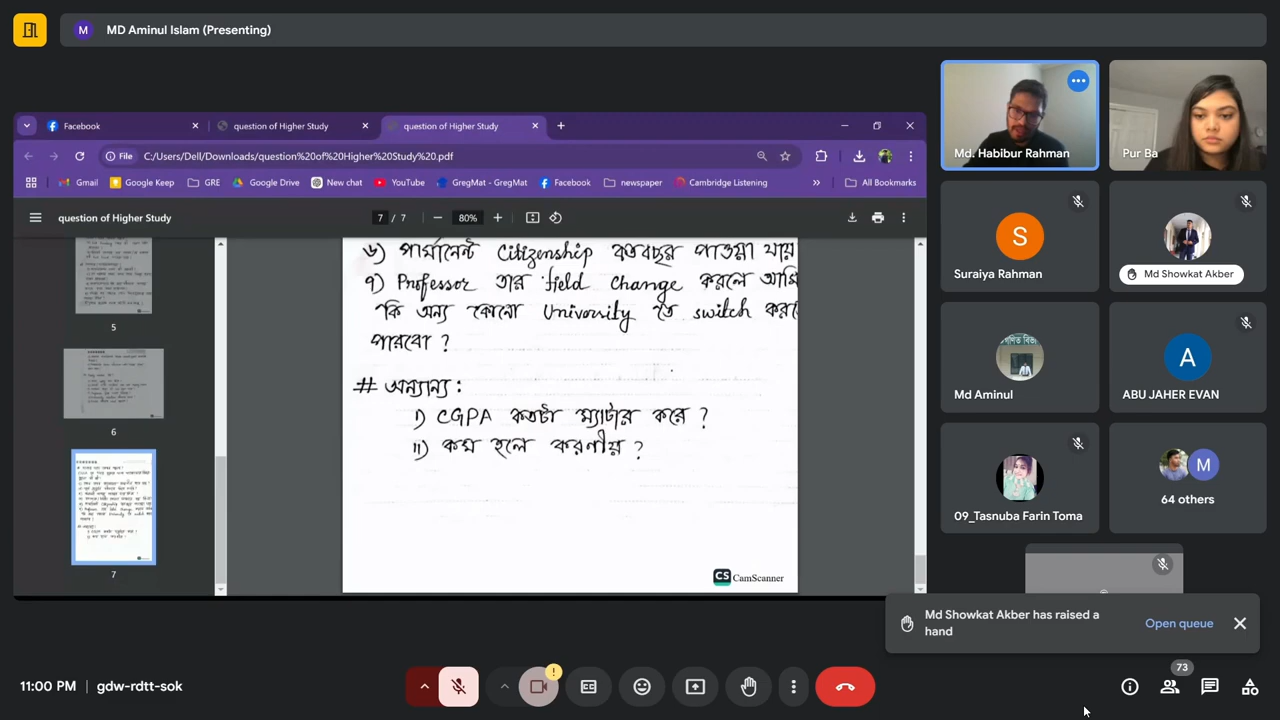 MD Aminul Islam (Presenting)
Facebook
question of Higher Study
question of Higher Study
File
C:/Users/Dell/Downloads/question%20of%20Higher%20Study%20.pdf
Gmail
Google Keep
GRE
Google Drive
New chat
YouTube
GregMat - GregMat
Facebook
newspaper
Cambridge Listening
All Bookmarks
question of Higher Study
7 / 7
80%
5
6
7
৬) পার্মানেন্ট Citizenship কতবছর পাওয়া যায়
৭) Professor তার field change করলে আমি
কি অন্য কোনো Univorsity তে switch করতে
পারবো ?
# অন্যান্য :
i) CGPA কতটা ম্যাটার করে ?
ii) কম হলে করণীয় ?
CS CamScanner
Md. Habibur Rahman
Pur Ba
S
Suraiya Rahman
Md Showkat Akber
Md Aminul
A
ABU JAHER EVAN
09_Tasnuba Farin Toma
M
64 others
Md Showkat Akber has raised a
hand
Open queue
11:00 PM
gdw-rdtt-sok
73